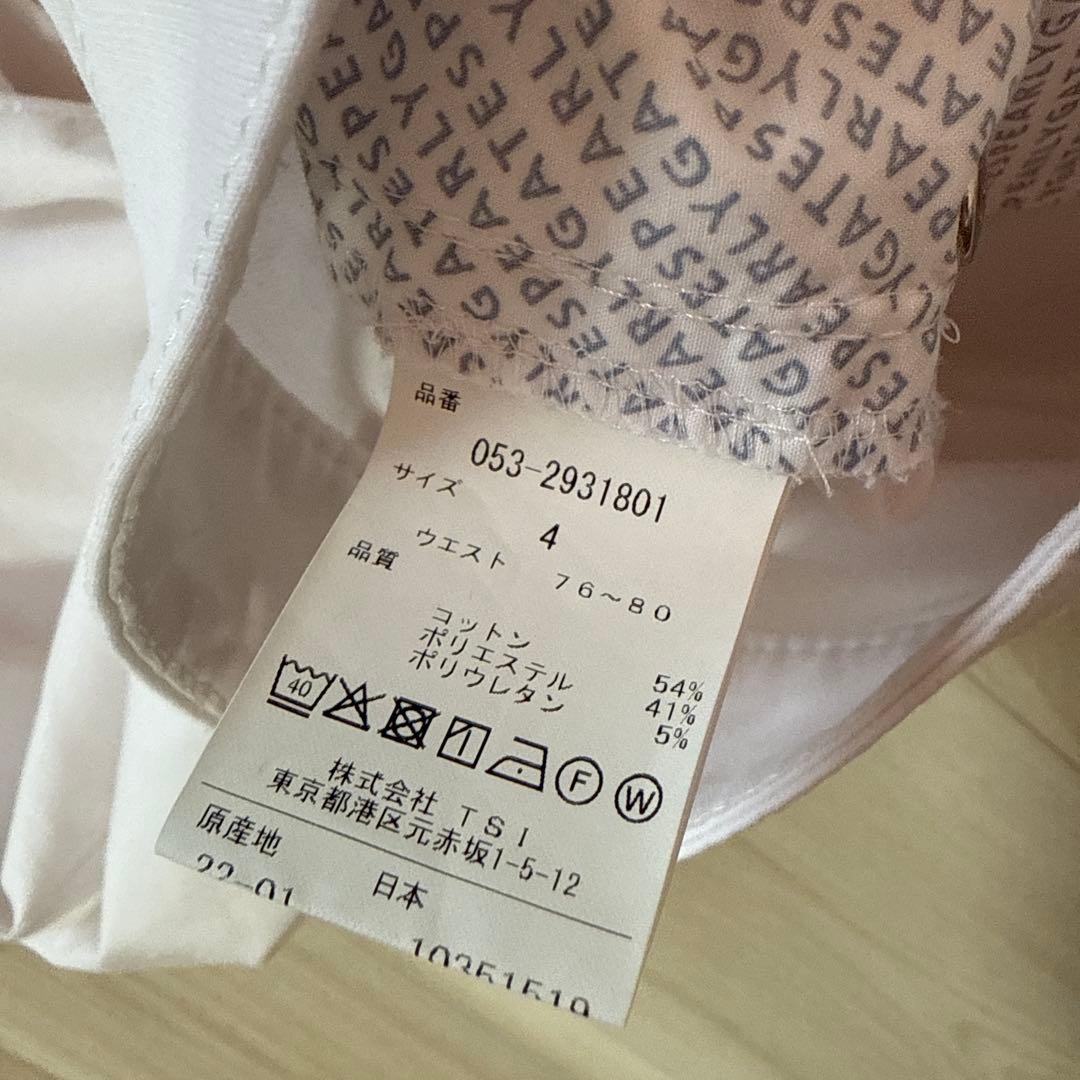 PEARLYGATES
品番
053-2931801
サイズ
4
ウエスト 76~80
品質
コットン 54%
ポリエステル 41%
ポリウレタン 5%
40
F W
株式会社 TSI
東京都港区元赤坂1-5-12
原産地
日本
22-01